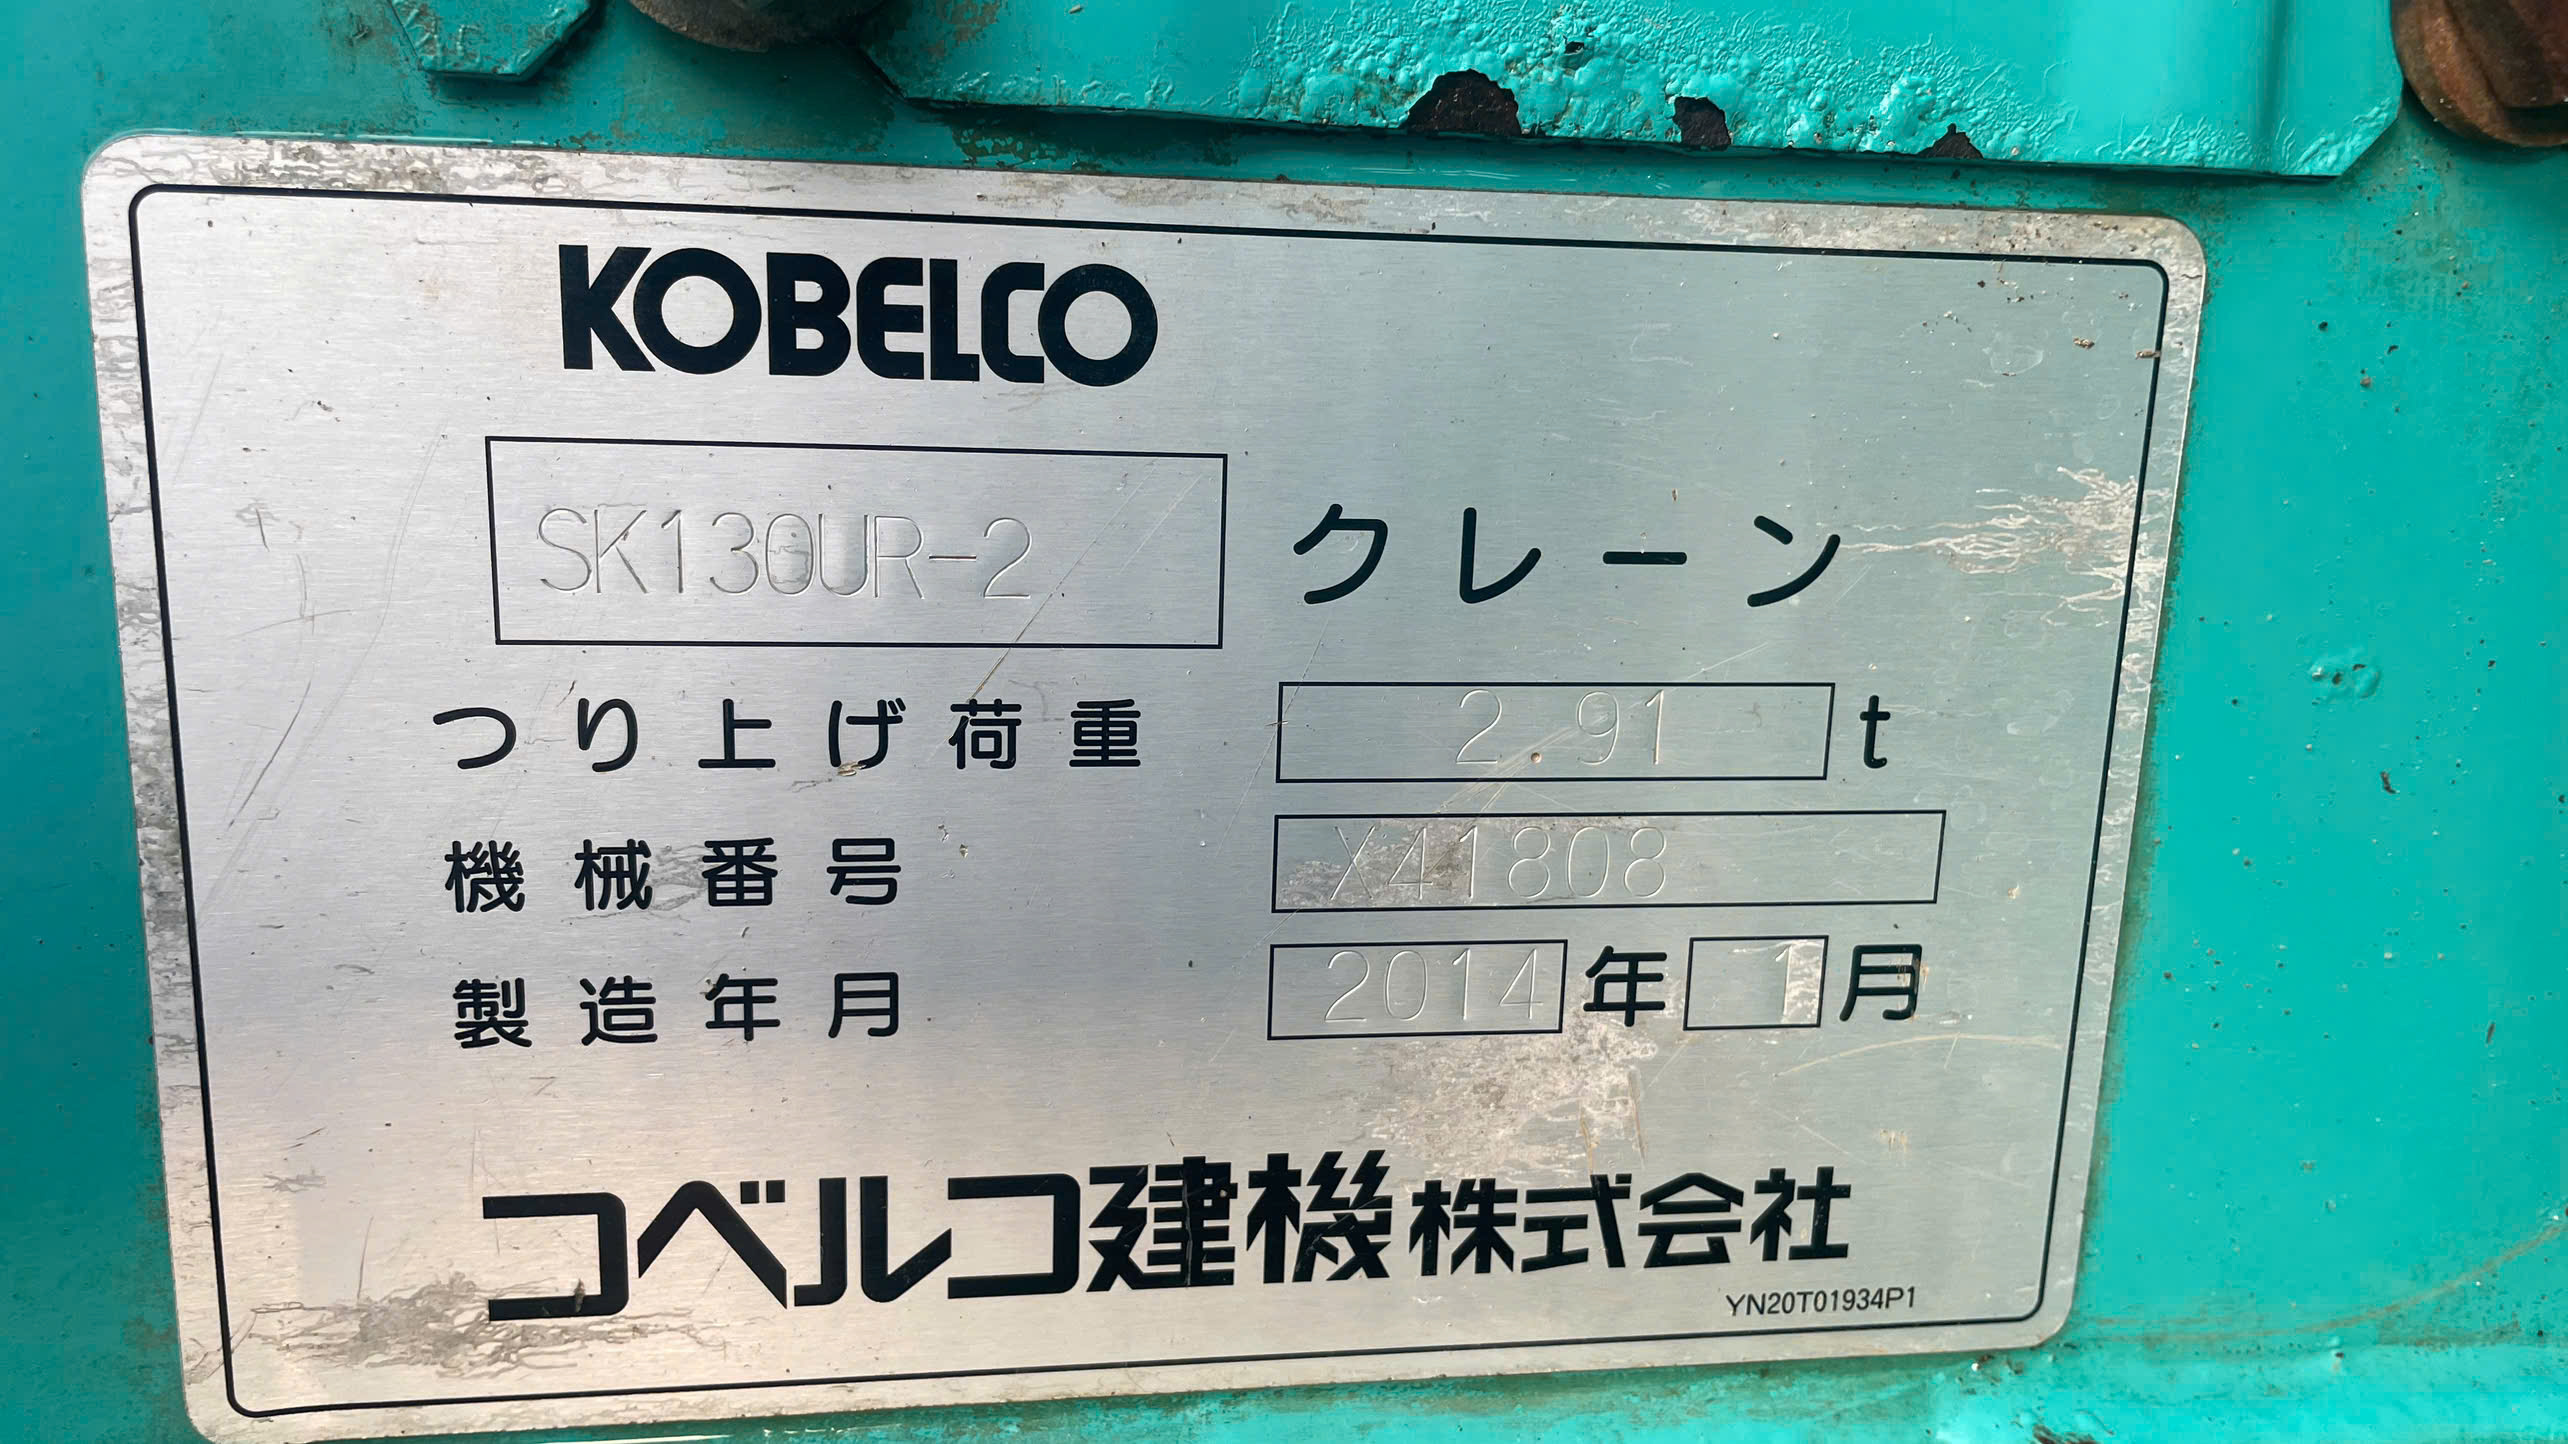 KOBELCO
SK130UR-2 クレーン
つり上げ荷重 2.91 t
機械番号 X41808
製造年月 2014 年 1 月
コベルコ建機株式会社
YN20T01934P1